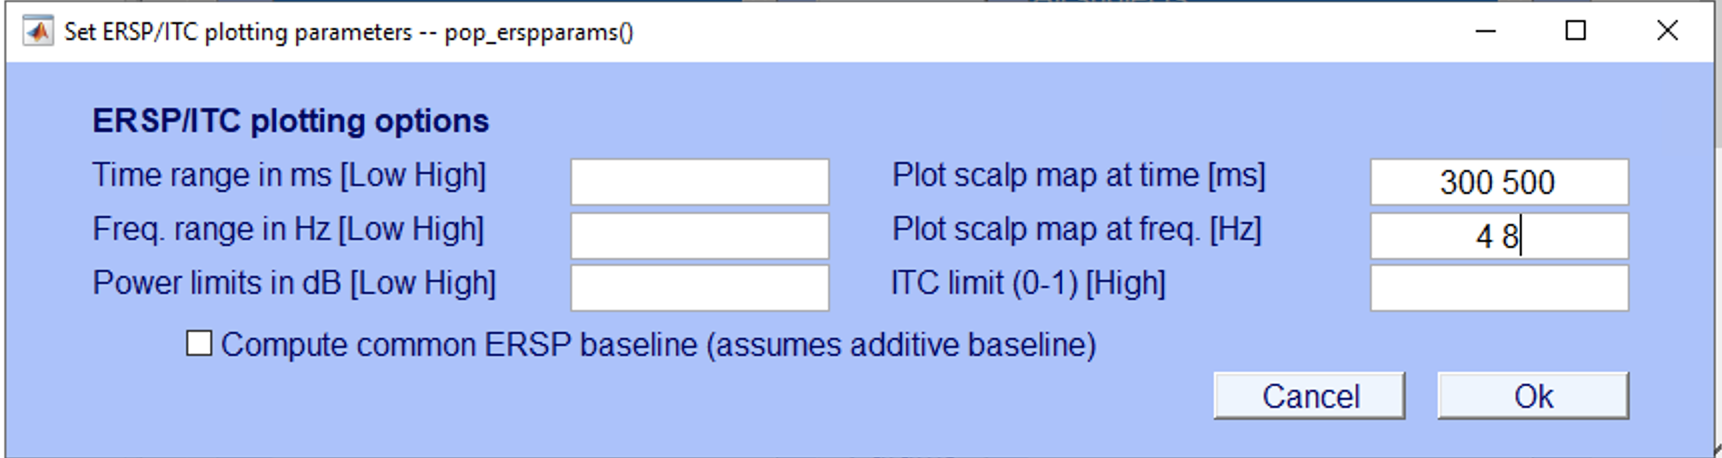 Set ERSP/ITC plotting parameters -- pop_erspparams()
ERSP/ITC plotting options
Time range in ms [Low High]
Plot scalp map at time [ms]
300 500
Freq. range in Hz [Low High]
Plot scalp map at freq. [Hz]
4 8
Power limits in dB [Low High]
ITC limit (0-1) [High]
Compute common ERSP baseline (assumes additive baseline)
Cancel
Ok